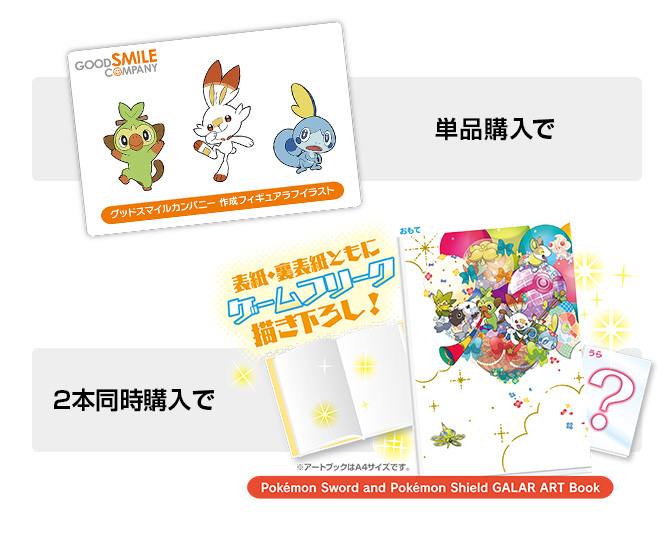 GOOD SMILE
COMPANY
グッドスマイルカンパニー 作成フィギュアラフイラスト
単品購入で
表紙・裏表紙ともに
ゲームフリーク
描き下ろし!
おもて
うら
?
2本同時購入で
※アートブックはA4サイズです。
Pokémon Sword and Pokémon Shield GALAR ART Book